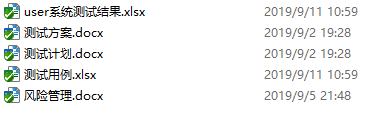 user系统测试结果.xlsx 2019/9/11 10:59
测试方案.docx 2019/9/2 19:28
测试计划.docx 2019/9/2 19:28
测试用例.xlsx 2019/9/11 10:59
风险管理.docx 2019/9/5 21:48